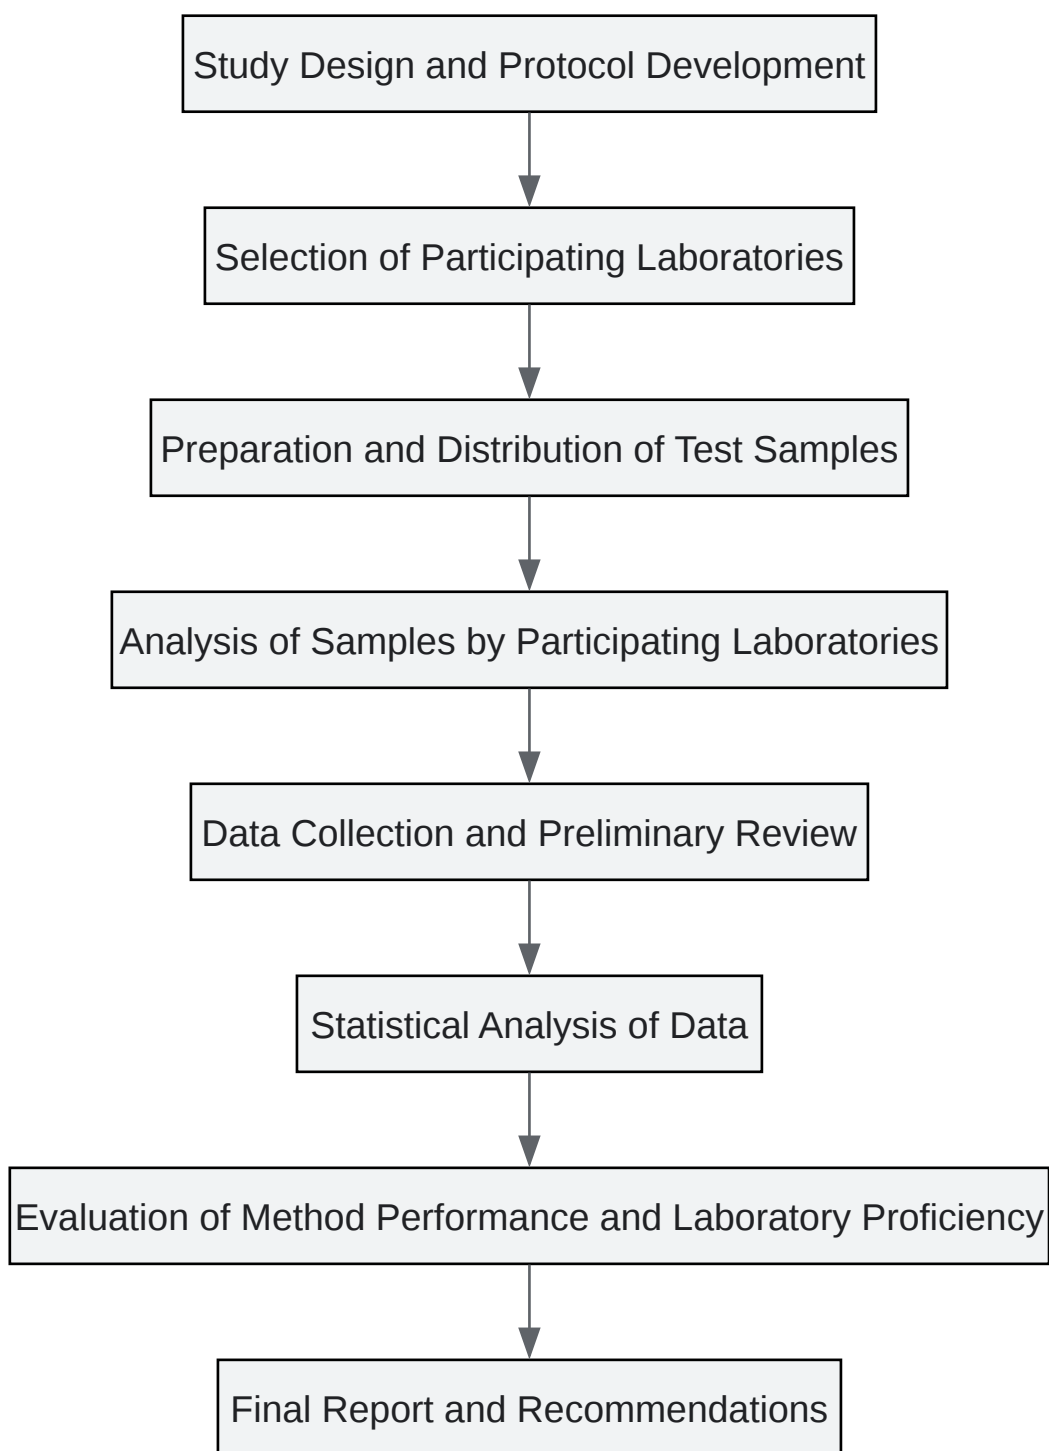 Study Design and Protocol Development
Selection of Participating Laboratories
Preparation and Distribution of Test Samples
Analysis of Samples by Participating Laboratories
Data Collection and Preliminary Review
Statistical Analysis of Data
Evaluation of Method Performance and Laboratory Proficiency
Final Report and Recommendations